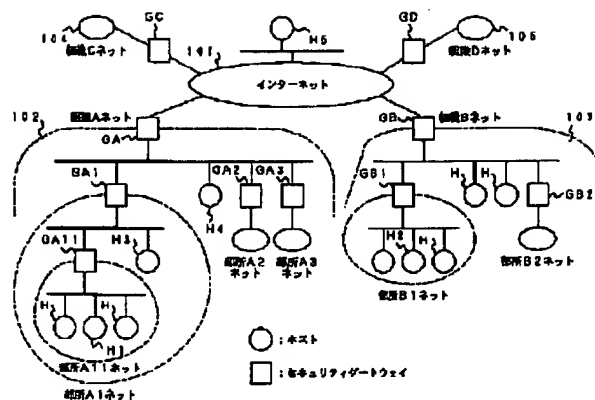 104
GC
101
H5
GD
105
組織Cネット
組織Dネット
インターネット
102
組織Aネット
GA
GB
組織Bネット
103
GA1
GA2
GA3
GB1
H
H
GB2
H4
GA11
H3
部所A2
ネット
部所A3
ネット
H2
H
部所B2ネット
部所B1ネット
H
H
H1
部所A11ネット
部所A1ネット
:ホスト
:セキュリティゲートウェイ